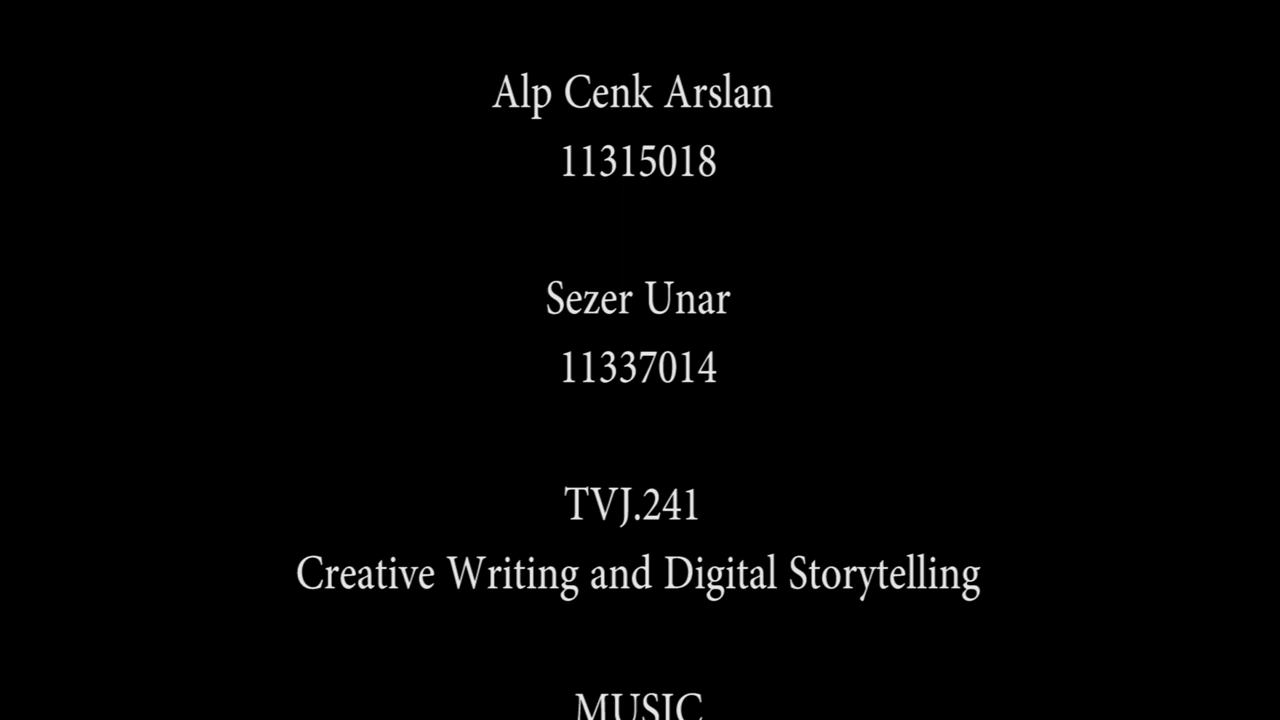 Alp Cenk Arslan
11315018
Sezer Unar
11337014
TVJ.241
Creative Writing and Digital Storytelling
MUSIC